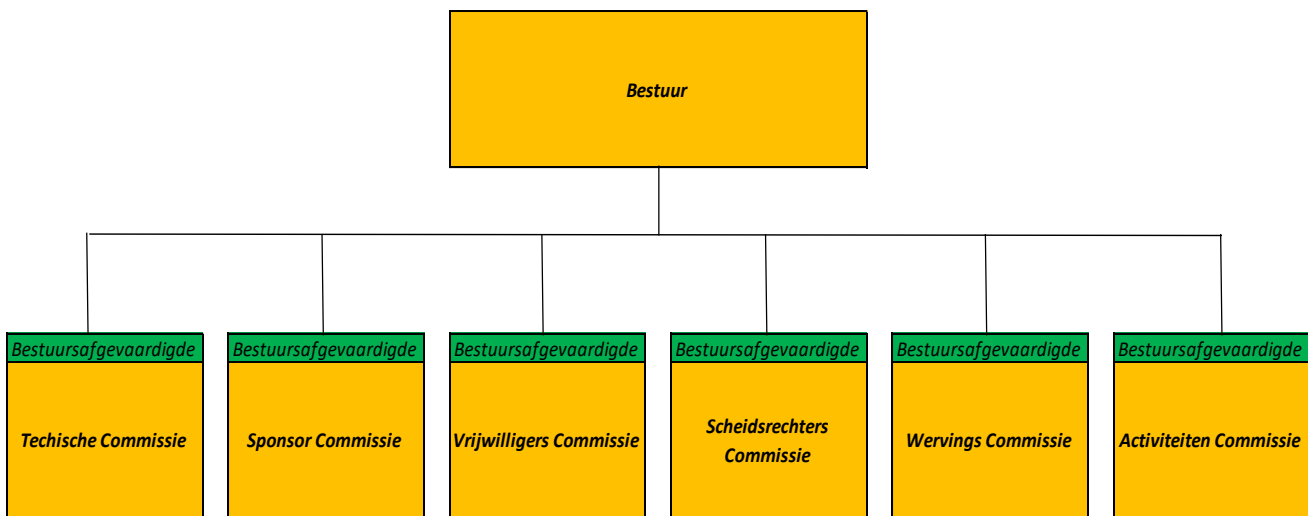 Bestuur
Bestuursafgevaardigde
Bestuursafgevaardigde
Bestuursafgevaardigde
Bestuursafgevaardigde
Bestuursafgevaardigde
Bestuursafgevaardigde
Techische Commissie
Sponsor Commissie
Vrijwilligers Commissie
Scheidsrechters
Commissie
Wervings Commissie
Activiteiten Commissie